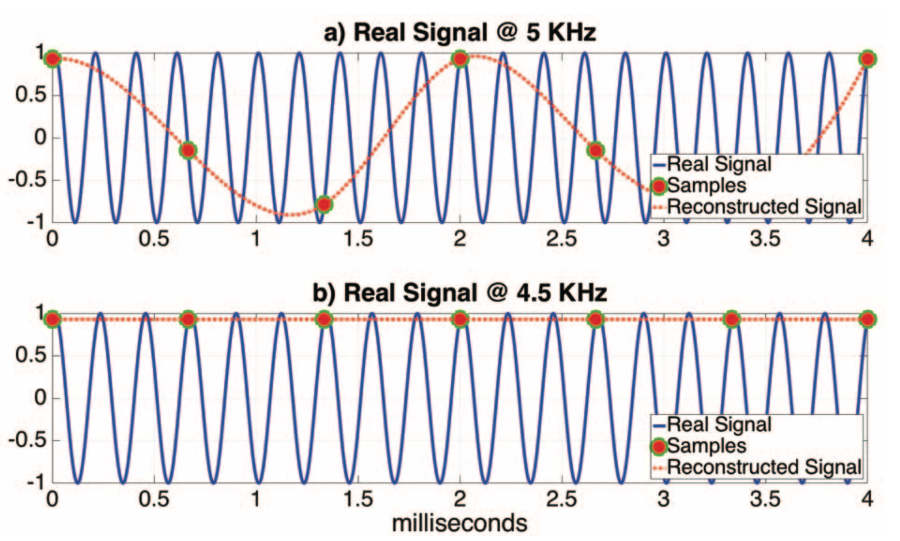 a) Real Signal @ 5 KHz
1
0.5
0
-0.5
-1
Real Signal
Samples
Reconstructed Signal
0 0.5 1 1.5 2 2.5 3 3.5 4
b) Real Signal @ 4.5 KHz
1
0.5
0
-0.5
-1
Real Signal
Samples
Reconstructed Signal
0 0.5 1 1.5 2 2.5 3 3.5 4
milliseconds